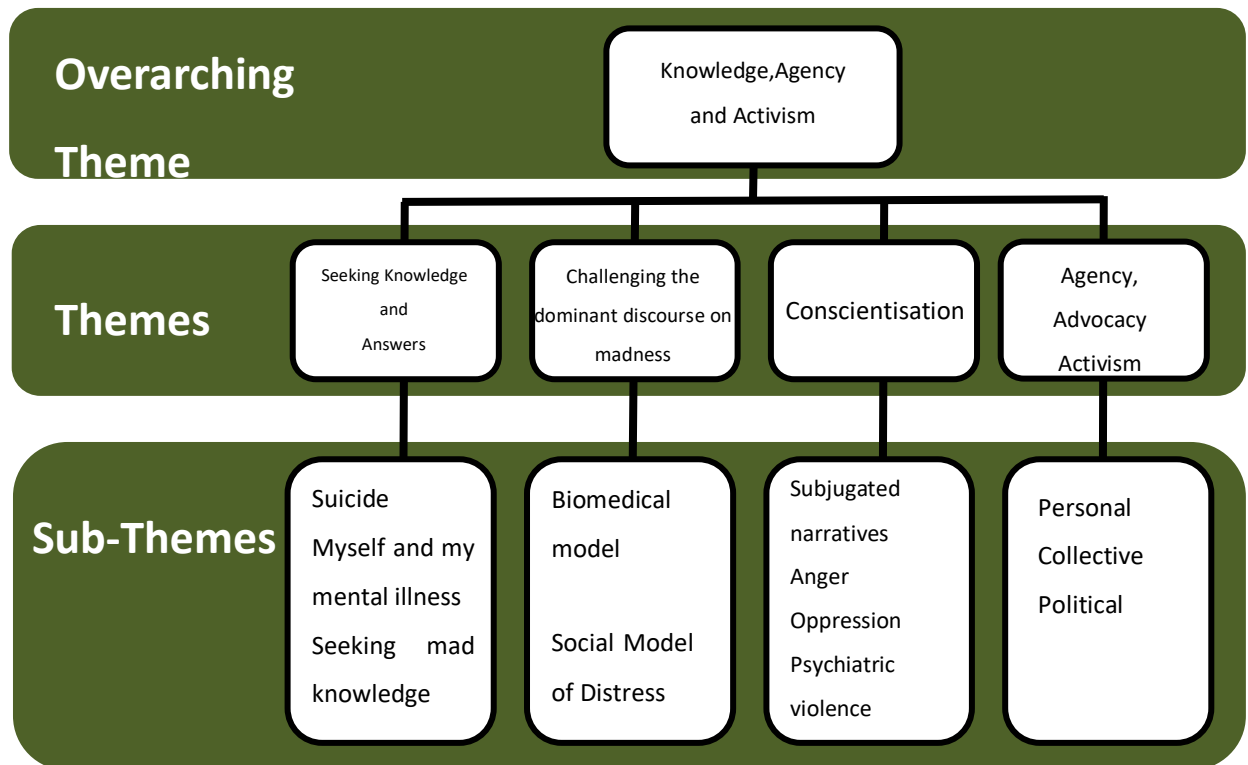 Overarching
Theme
Knowledge,Agency
and Activism
Themes
Seeking Knowledge
and
Answers
Challenging the
dominant discourse on
madness
Conscientisation
Agency,
Advocacy
Activism
Sub-Themes
Suicide
Myself and my
mental illness
Seeking mad
knowledge
Biomedical
model
Social Model
of Distress
Subjugated
narratives
Anger
Oppression
Psychiatric
violence
Personal
Collective
Political